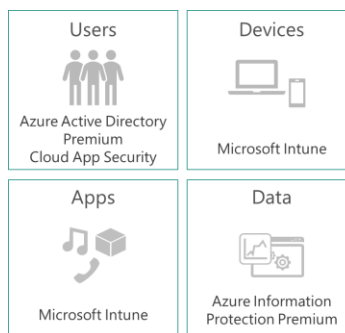 Users
Azure Active Directory
Premium
Cloud App Security
Devices
Microsoft Intune
Apps
Microsoft Intune
Data
Azure Information
Protection Premium